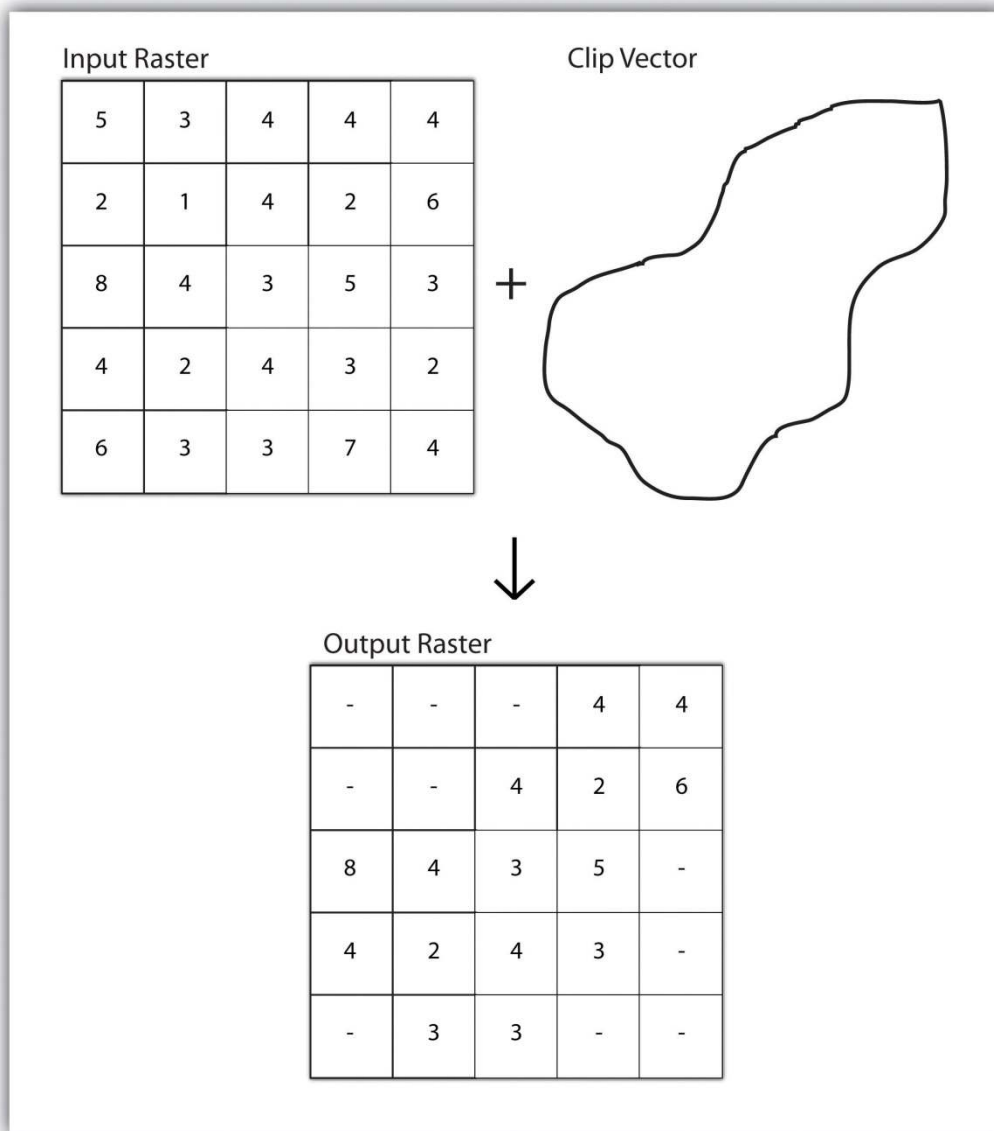 Input Raster Clip Vector
5 3 4 4 4
2 1 4 2 6
8 4 3 5 3
+
4 2 4 3 2
6 3 3 7 4
Output Raster
- - - 4 4
- - 4 2 6
8 4 3 5 -
4 2 4 3 -
- 3 3 - -